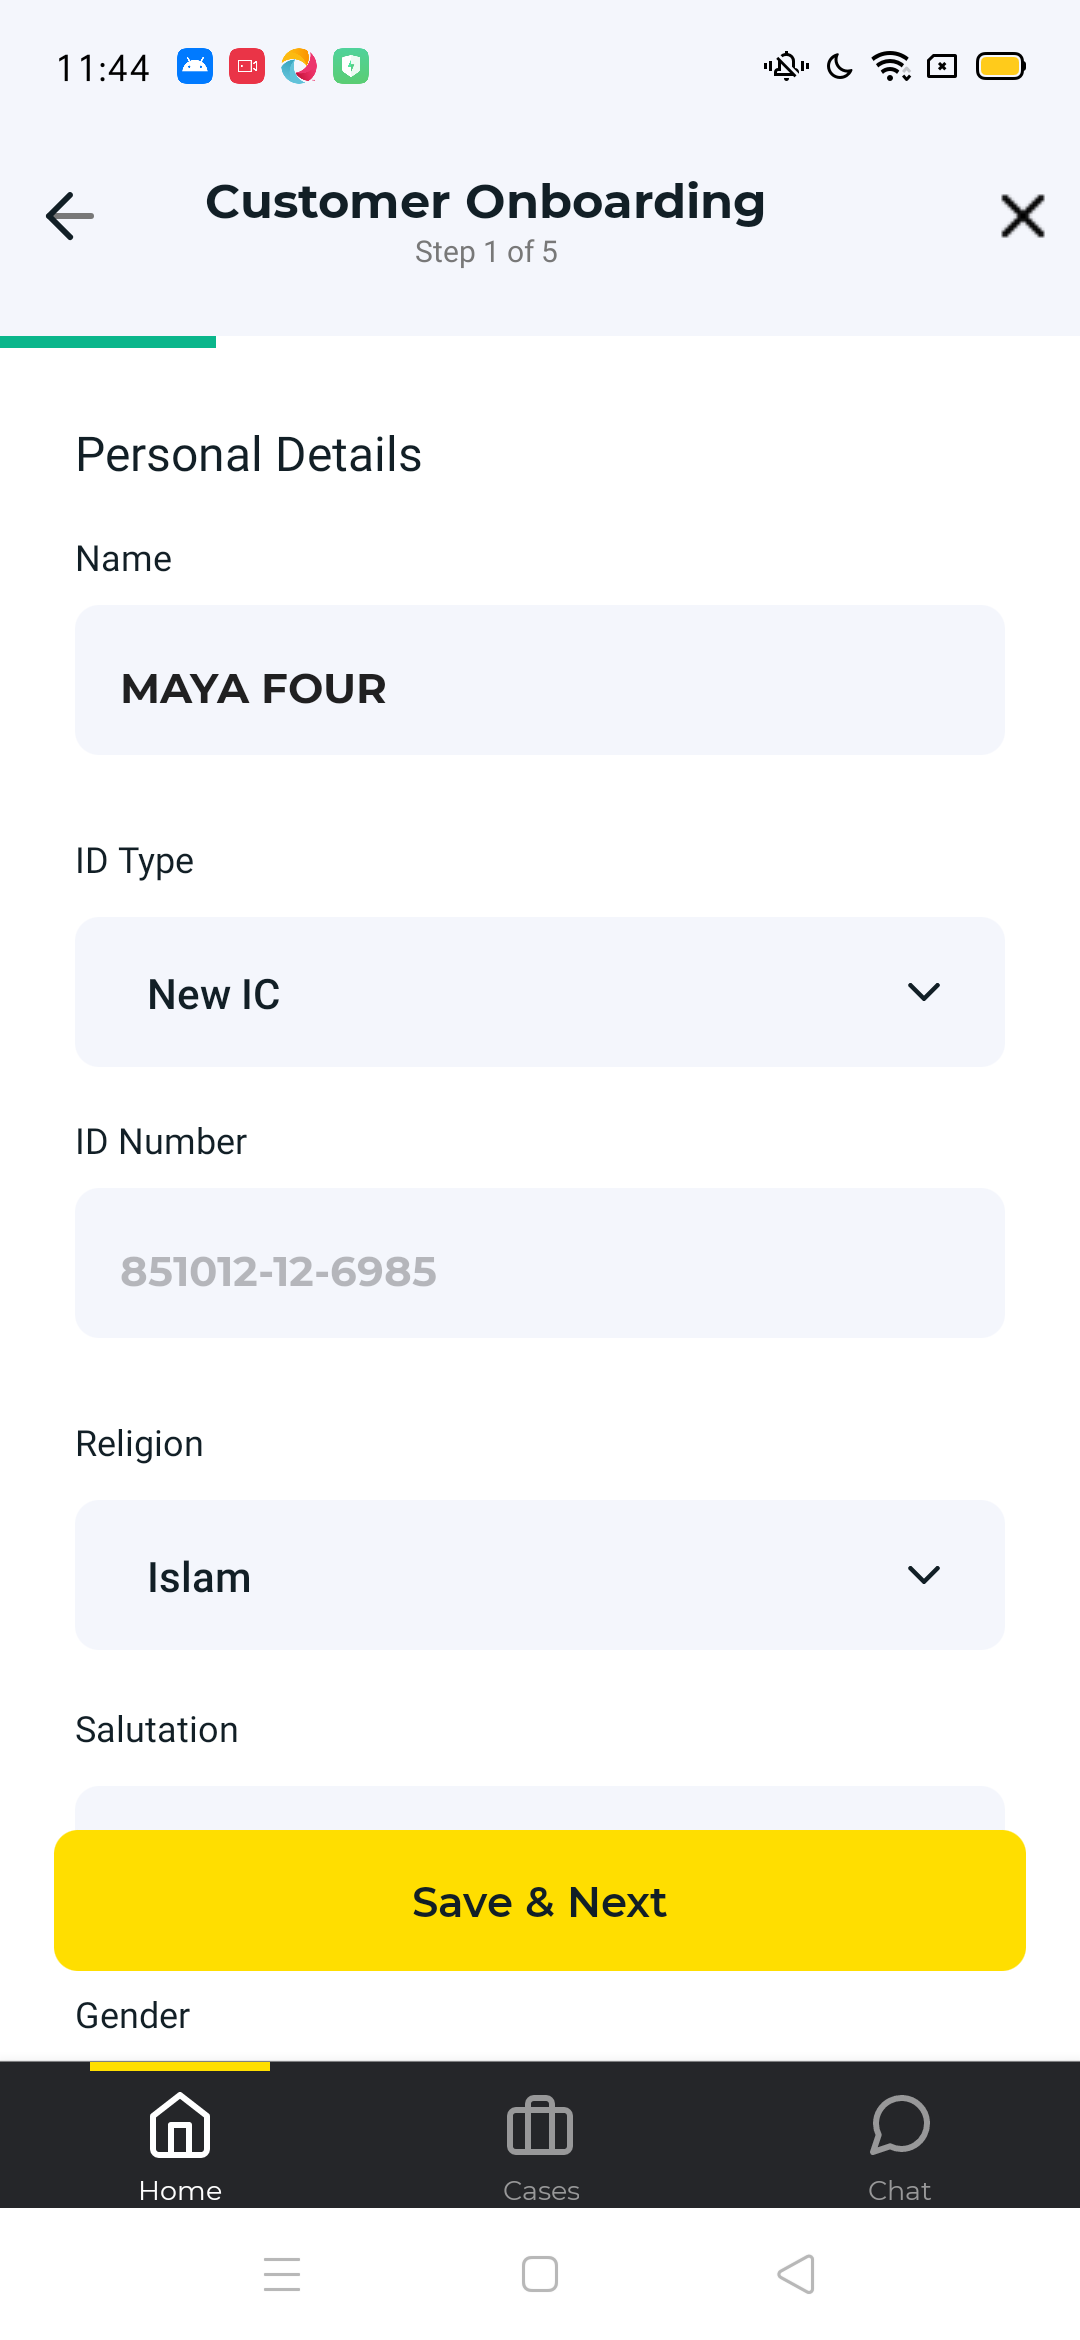 11:44
Customer Onboarding
Step 1 of 5
Personal Details
Name
MAYA FOUR
ID Type
New IC
ID Number
851012-12-6985
Religion
Islam
Salutation
Save & Next
Gender
Home
Cases
Chat